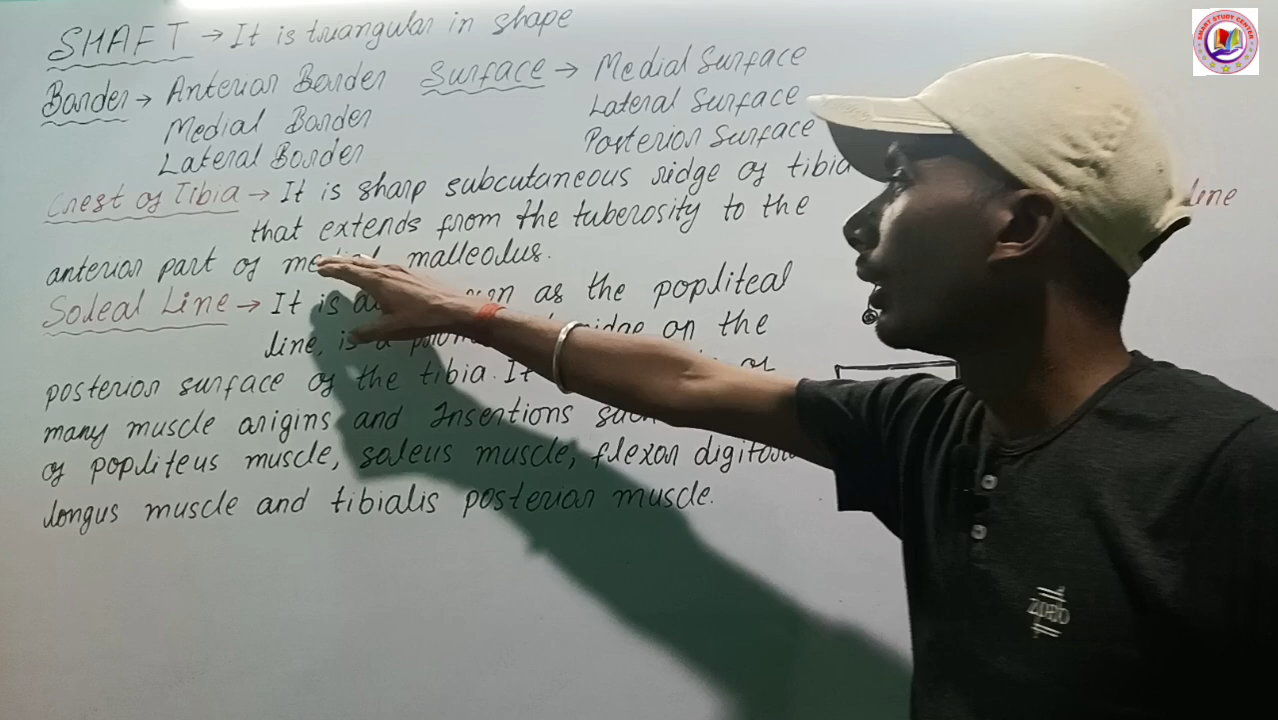 SMART STUDY CENTER
SHAFT → It is triangular in shape
Border → Anterior Border
Medial Border
Lateral Border
Surface → Medial Surface
Lateral Surface
Posterior Surface
Crest of Tibia → It is sharp subcutaneous ridge of tibia
that extends from the tuberosity to the
anterior part of medial malleolus.
Soleal Line → It is as the popliteal
line, is a ridge on the
posterior surface of the tibia. It
many muscle origins and Insertions
of popliteus muscle, soleus muscle, flexor
longus muscle and tibialis posterior muscle.
line